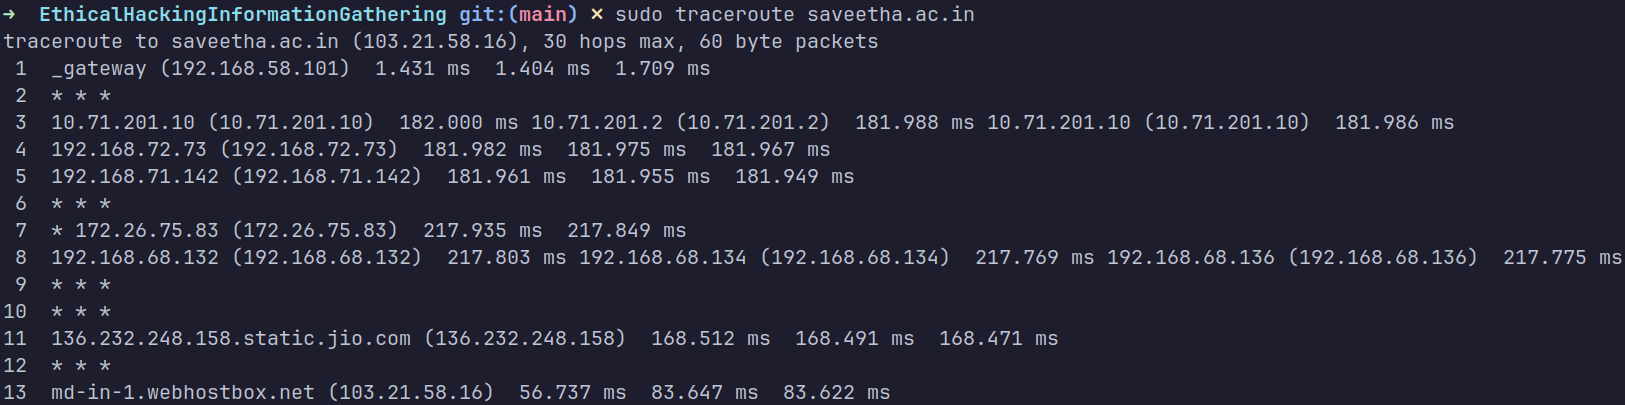 ➜  EthicalHackingInformationGathering git:(main) ✗ sudo traceroute saveetha.ac.in
traceroute to saveetha.ac.in (103.21.58.16), 30 hops max, 60 byte packets
 1  _gateway (192.168.58.101)  1.431 ms  1.404 ms  1.709 ms
 2  * * *
 3  10.71.201.10 (10.71.201.10)  182.000 ms 10.71.201.2 (10.71.201.2)  181.988 ms 10.71.201.10 (10.71.201.10)  181.986 ms
 4  192.168.72.73 (192.168.72.73)  181.982 ms  181.975 ms  181.967 ms
 5  192.168.71.142 (192.168.71.142)  181.961 ms  181.955 ms  181.949 ms
 6  * * *
 7  * 172.26.75.83 (172.26.75.83)  217.935 ms  217.849 ms
 8  192.168.68.132 (192.168.68.132)  217.803 ms 192.168.68.134 (192.168.68.134)  217.769 ms 192.168.68.136 (192.168.68.136)  217.775 ms
 9  * * *
10  * * *
11  136.232.248.158.static.jio.com (136.232.248.158)  168.512 ms  168.491 ms  168.471 ms
12  * * *
13  md-in-1.webhostbox.net (103.21.58.16)  56.737 ms  83.647 ms  83.622 ms